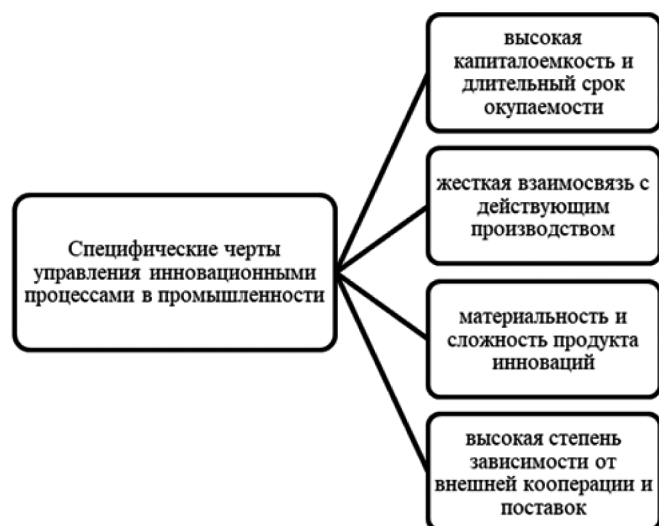 Специфические черты
управления инновационными
процессами в промышленности
высокая
капиталоемкость и
длительный срок
окупаемости
жесткая взаимосвязь с
действующим
производством
материальность и
сложность продукта
инноваций
высокая степень
зависимости от
внешней кооперации и
поставок